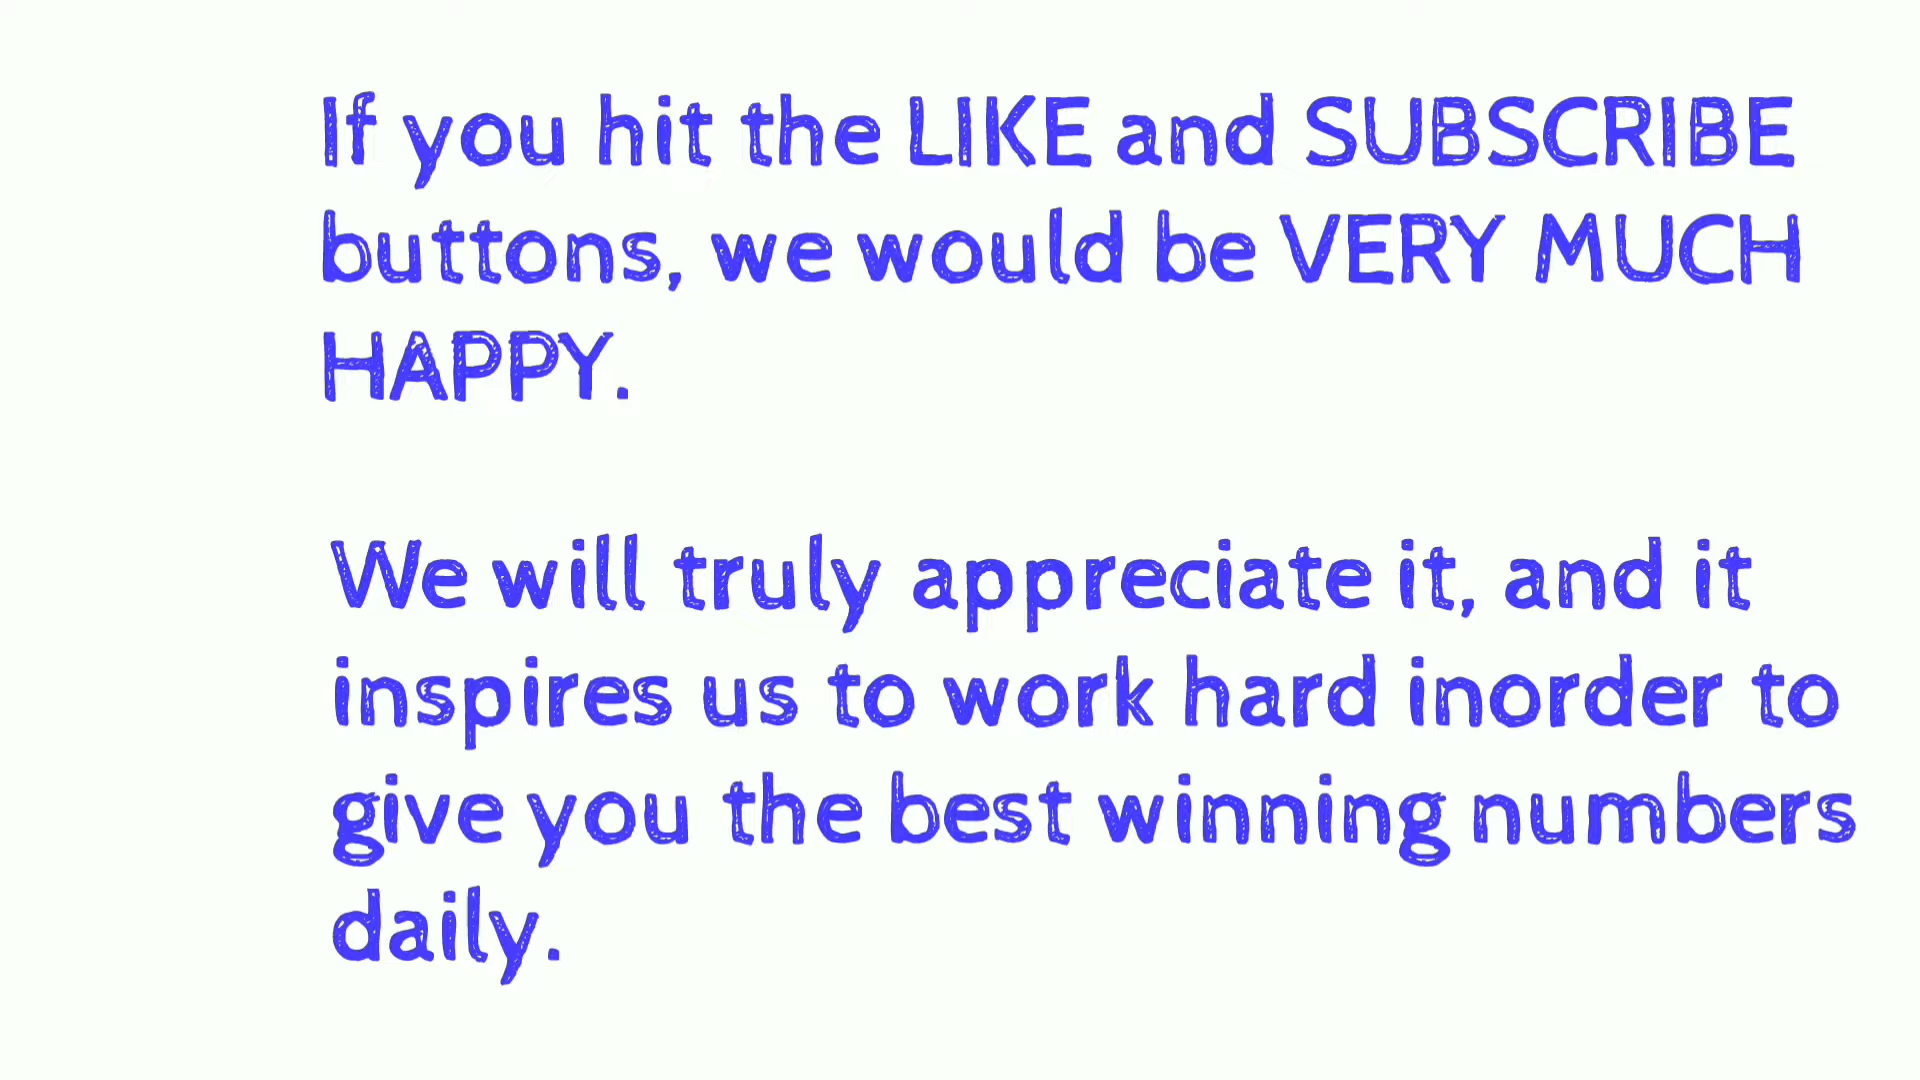 If you hit the LIKE and SUBSCRIBE
buttons, we would be VERY MUCH
HAPPY.
We will truly appreciate it, and it
inspires us to work hard inorder to
give you the best winning numbers
daily.